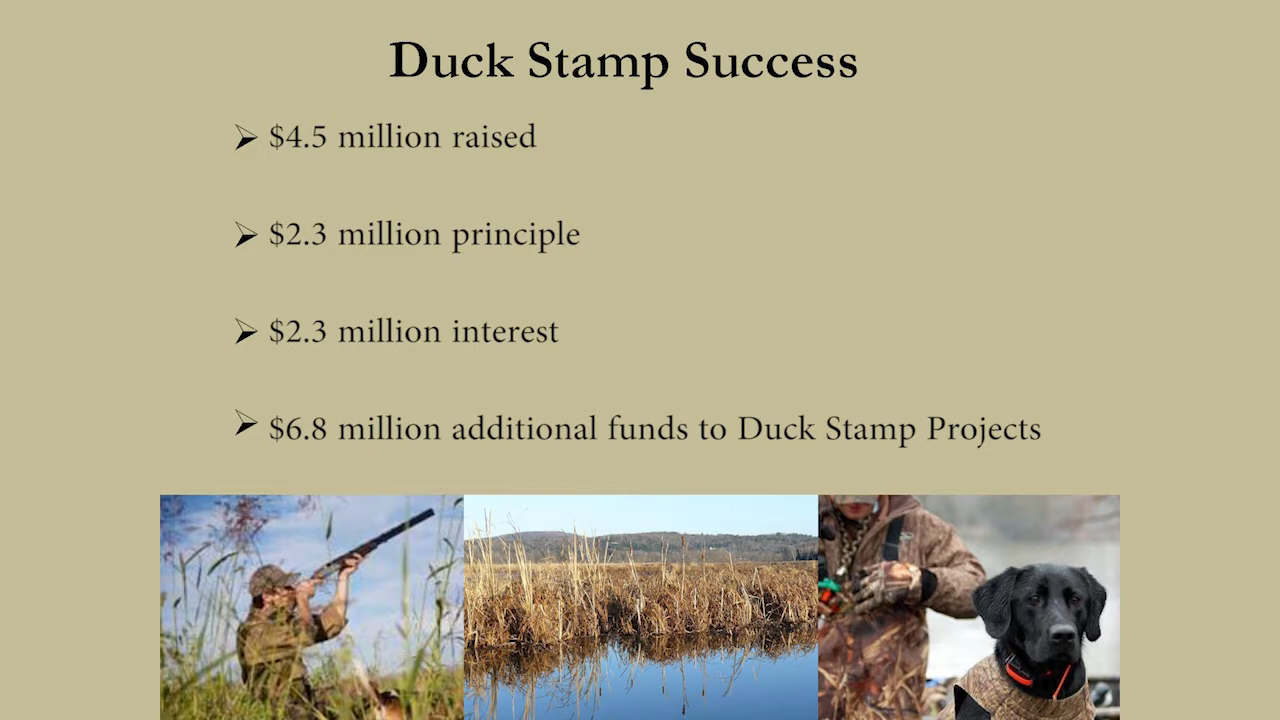 Duck Stamp Success
➢ $4.5 million raised
➢ $2.3 million principle
➢ $2.3 million interest
➢ $6.8 million additional funds to Duck Stamp Projects